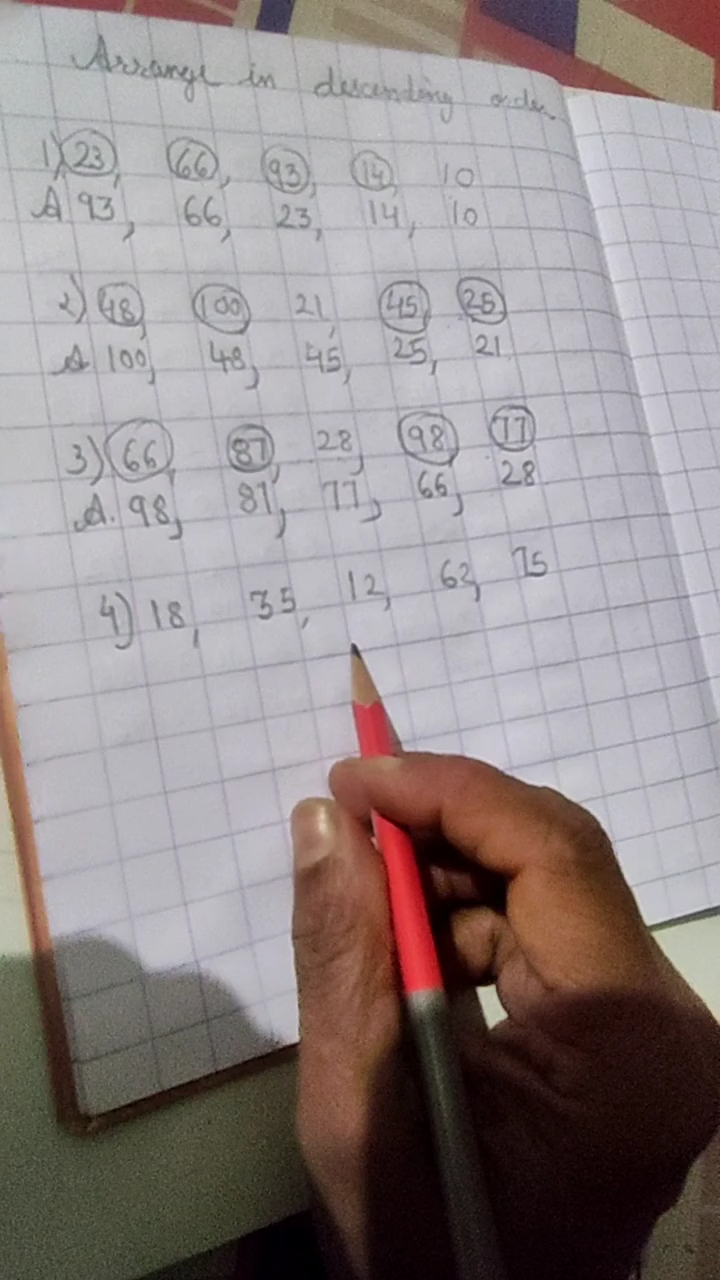 Arrange in descending order
1) 23, 66, 93, 14, 10
A 93, 66, 23, 14, 10
2) 48, 100, 21, 45, 25
A 100, 48, 45, 25, 21
3) 66, 87, 28, 98, 77
A. 98, 87, 77, 66, 28
4) 18, 35, 12, 62, 75